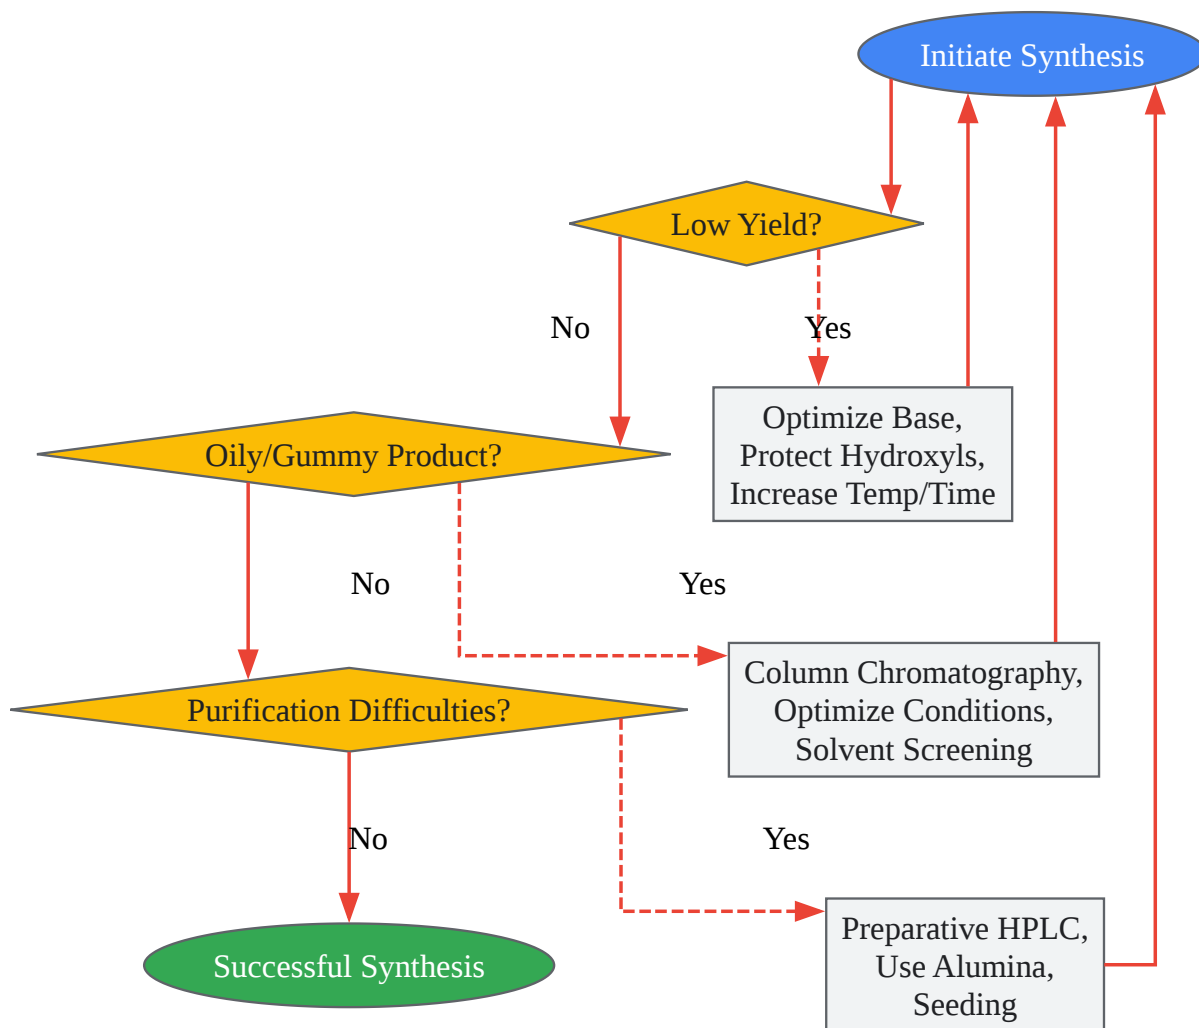 Initiate Synthesis
Low Yield?
No
Yes
Optimize Base,
Protect Hydroxyls,
Increase Temp/Time
Oily/Gummy Product?
No
Yes
Column Chromatography,
Optimize Conditions,
Solvent Screening
Purification Difficulties?
No
Yes
Preparative HPLC,
Use Alumina,
Seeding
Successful Synthesis